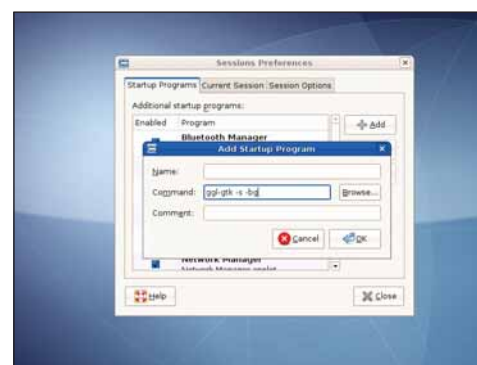 Sessions Preferences
Startup Programs Current Session Session Options
Additional startup programs:
Enabled Program
Add
Bluetooth Manager
Add Startup Program
Name:
Command: ggl-gtk -s -bg
Browse...
Comment:
Cancel OK
Network Manager
Help Close